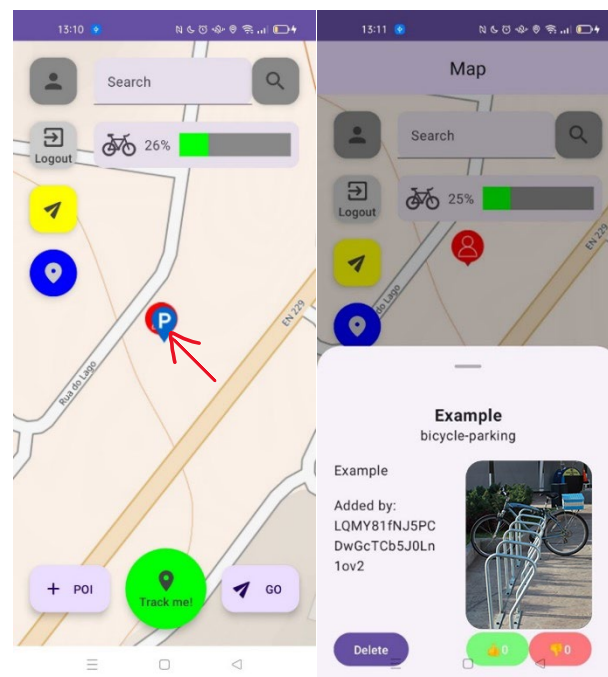 13:10
Search
Logout
26%
P
EN 229
Rua do Lago
+ POI
Track me!
GO
13:11
Map
Search
Logout
25%
EN 229
do Lago
Example
bicycle-parking
Example
Added by:
LQMY81fNJ5PC
DwGcTCb5J0Ln
1ov2
Delete
👍0
👎0